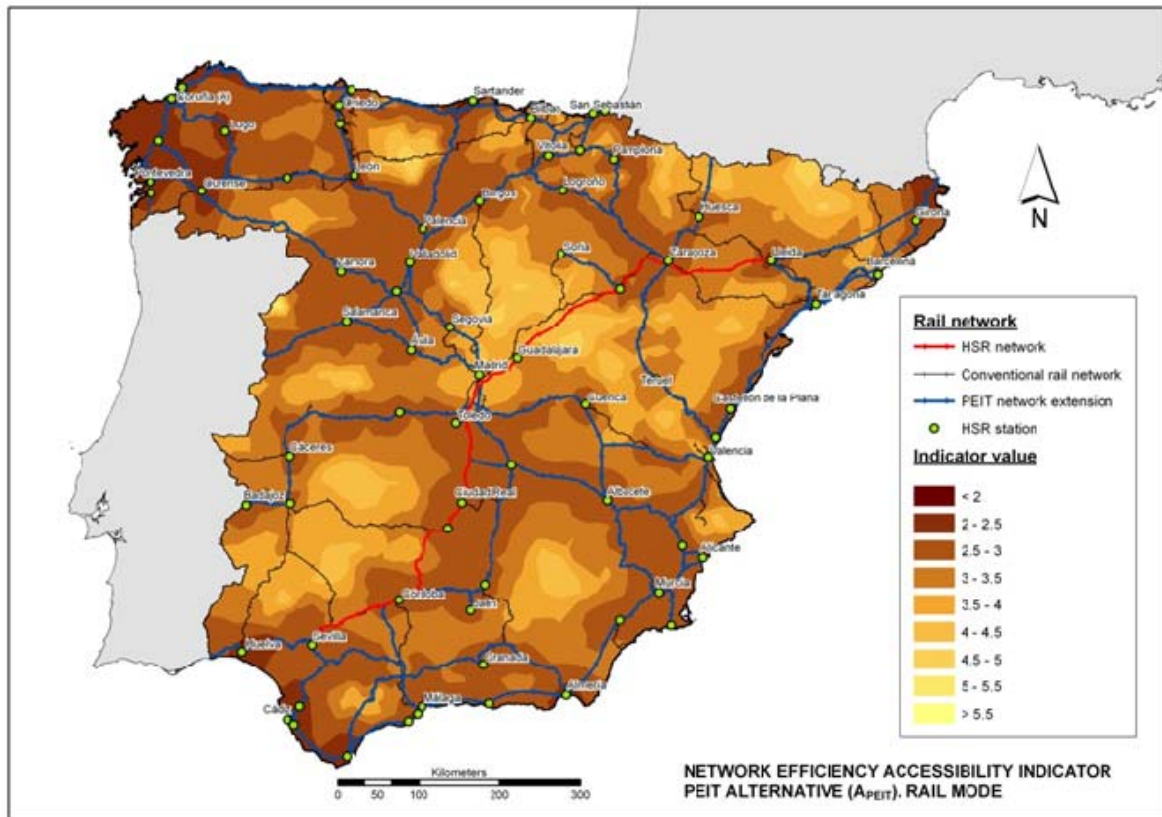 Coruña (A)
Oviedo
Santander
Bilbao
San Sebastián
Lugo
Vitoria
Pamplona
Pontevedra
Ourense
León
Burgos
Logroño
Huesca
Girona
Palencia
Zamora
Valladolid
Soria
Zaragoza
Lleida
Barcelona
Tarragona
Salamanca
Segovia
Ávila
Guadalajara
Madrid
Teruel
Castellón de la Plana
Toledo
Cuenca
Cáceres
Valencia
Badajoz
Ciudad Real
Albacete
Alicante
Murcia
Córdoba
Jaén
Huelva
Sevilla
Granada
Almería
Málaga
Cádiz
N
Rail network
HSR network
Conventional rail network
PEIT network extension
HSR station
Indicator value
< 2
2 - 2.5
2.5 - 3
3 - 3.5
3.5 - 4
4 - 4.5
4.5 - 5
5 - 5.5
> 5.5
Kilometers
0 50 100 200 300
NETWORK EFFICIENCY ACCESSIBILITY INDICATOR
PEIT ALTERNATIVE (APEIT). RAIL MODE